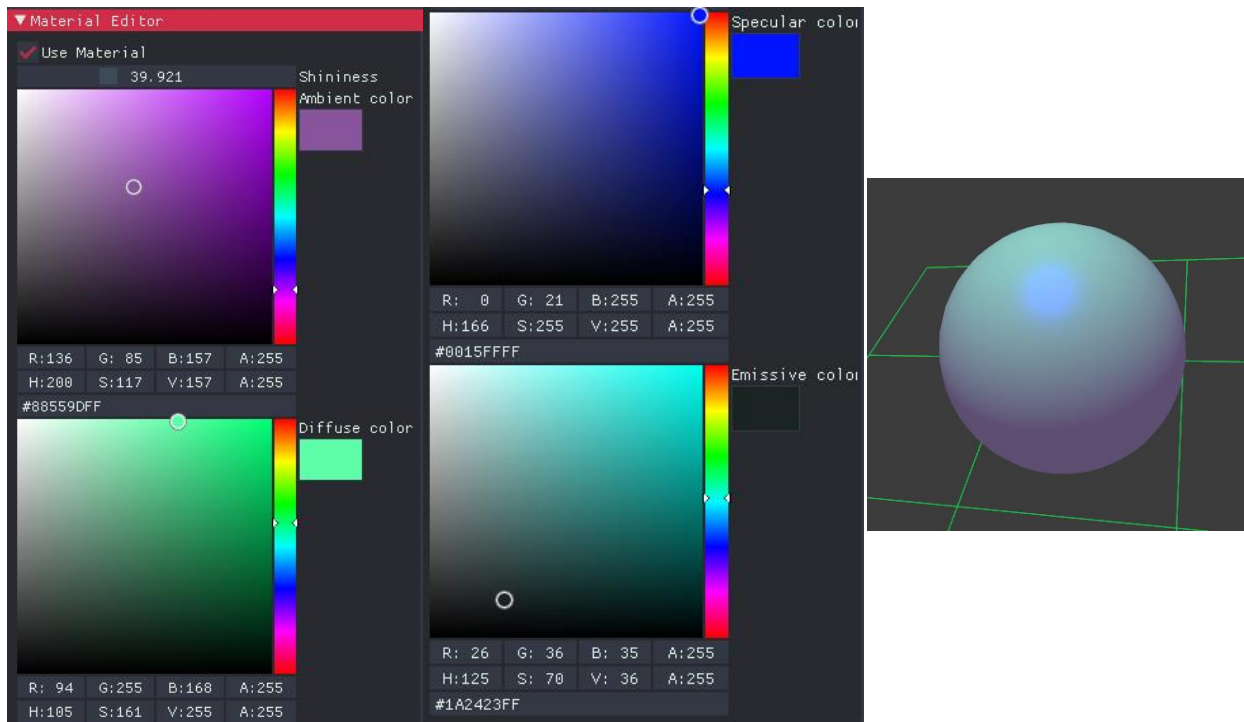 Material Editor
Use Material
39.921 Shininess
Ambient color
R:136 G: 85 B:157 A:255
H:200 S:117 V:157 A:255
#88559DFF
Diffuse color
R: 94 G:255 B:168 A:255
H:105 S:161 V:255 A:255
Specular color
R: 0 G: 21 B:255 A:255
H:166 S:255 V:255 A:255
#0015FFFF
Emissive color
R: 26 G: 36 B: 35 A:255
H:125 S: 70 V: 36 A:255
#1A2423FF